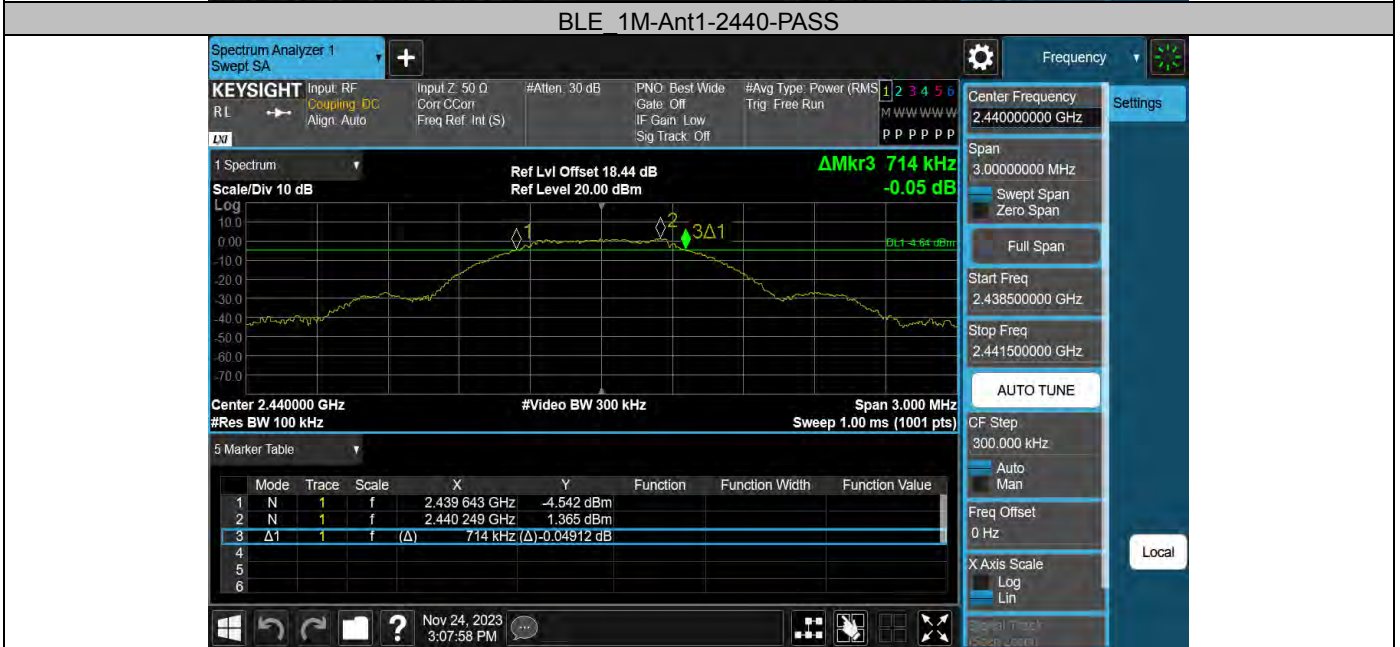 BLE_1M-Ant1-2440-PASS
Spectrum Analyzer 1
Swept SA
+
Frequency
KEYSIGHT
RL
LXI
Input: RF
Coupling: DC
Align: Auto
Input Z: 50 Ω
Corr CCorr
Freq Ref: Int (S)
#Atten: 30 dB
PNO: Best Wide
Gate: Off
IF Gain: Low
Sig Track: Off
#Avg Type: Power (RMS
Trig: Free Run
1 2 3 4 5 6
M W W W W W
P P P P P P
1 Spectrum
Scale/Div 10 dB
Ref Lvl Offset 18.44 dB
Ref Level 20.00 dBm
ΔMkr3 714 kHz
-0.05 dB
Log
10.0
0.00
-10.0
-20.0
-30.0
-40.0
-50.0
-60.0
-70.0
1
2
3Δ1
DL1 -4.64 dBm
Center 2.440000 GHz
#Video BW 300 kHz
Span 3.000 MHz
#Res BW 100 kHz
Sweep 1.00 ms (1001 pts)
5 Marker Table
Mode Trace Scale X Y Function Function Width Function Value
1 N 1 f 2.439 643 GHz -4.542 dBm
2 N 1 f 2.440 249 GHz 1.365 dBm
3 Δ1 1 f (Δ) 714 kHz (Δ)-0.04912 dB
4
5
6
Nov 24, 2023
3:07:58 PM
Center Frequency
2.440000000 GHz
Settings
Span
3.00000000 MHz
Swept Span
Zero Span
Full Span
Start Freq
2.438500000 GHz
Stop Freq
2.441500000 GHz
AUTO TUNE
CF Step
300.000 kHz
Auto
Man
Freq Offset
0 Hz
X Axis Scale
Log
Lin
Local
Signal Track
(Span Zoom)